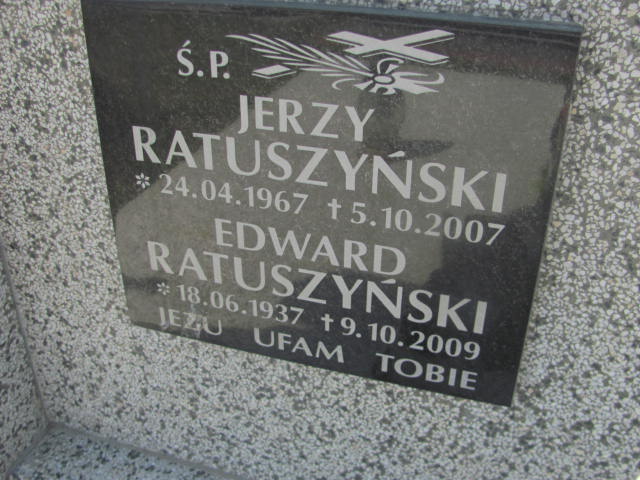 Ś.P.
JERZY
RATUSZYŃSKI
* 24.04.1967 † 5.10.2007
EDWARD
RATUSZYŃSKI
* 18.06.1937 † 9.10.2009
JEZU UFAM TOBIE